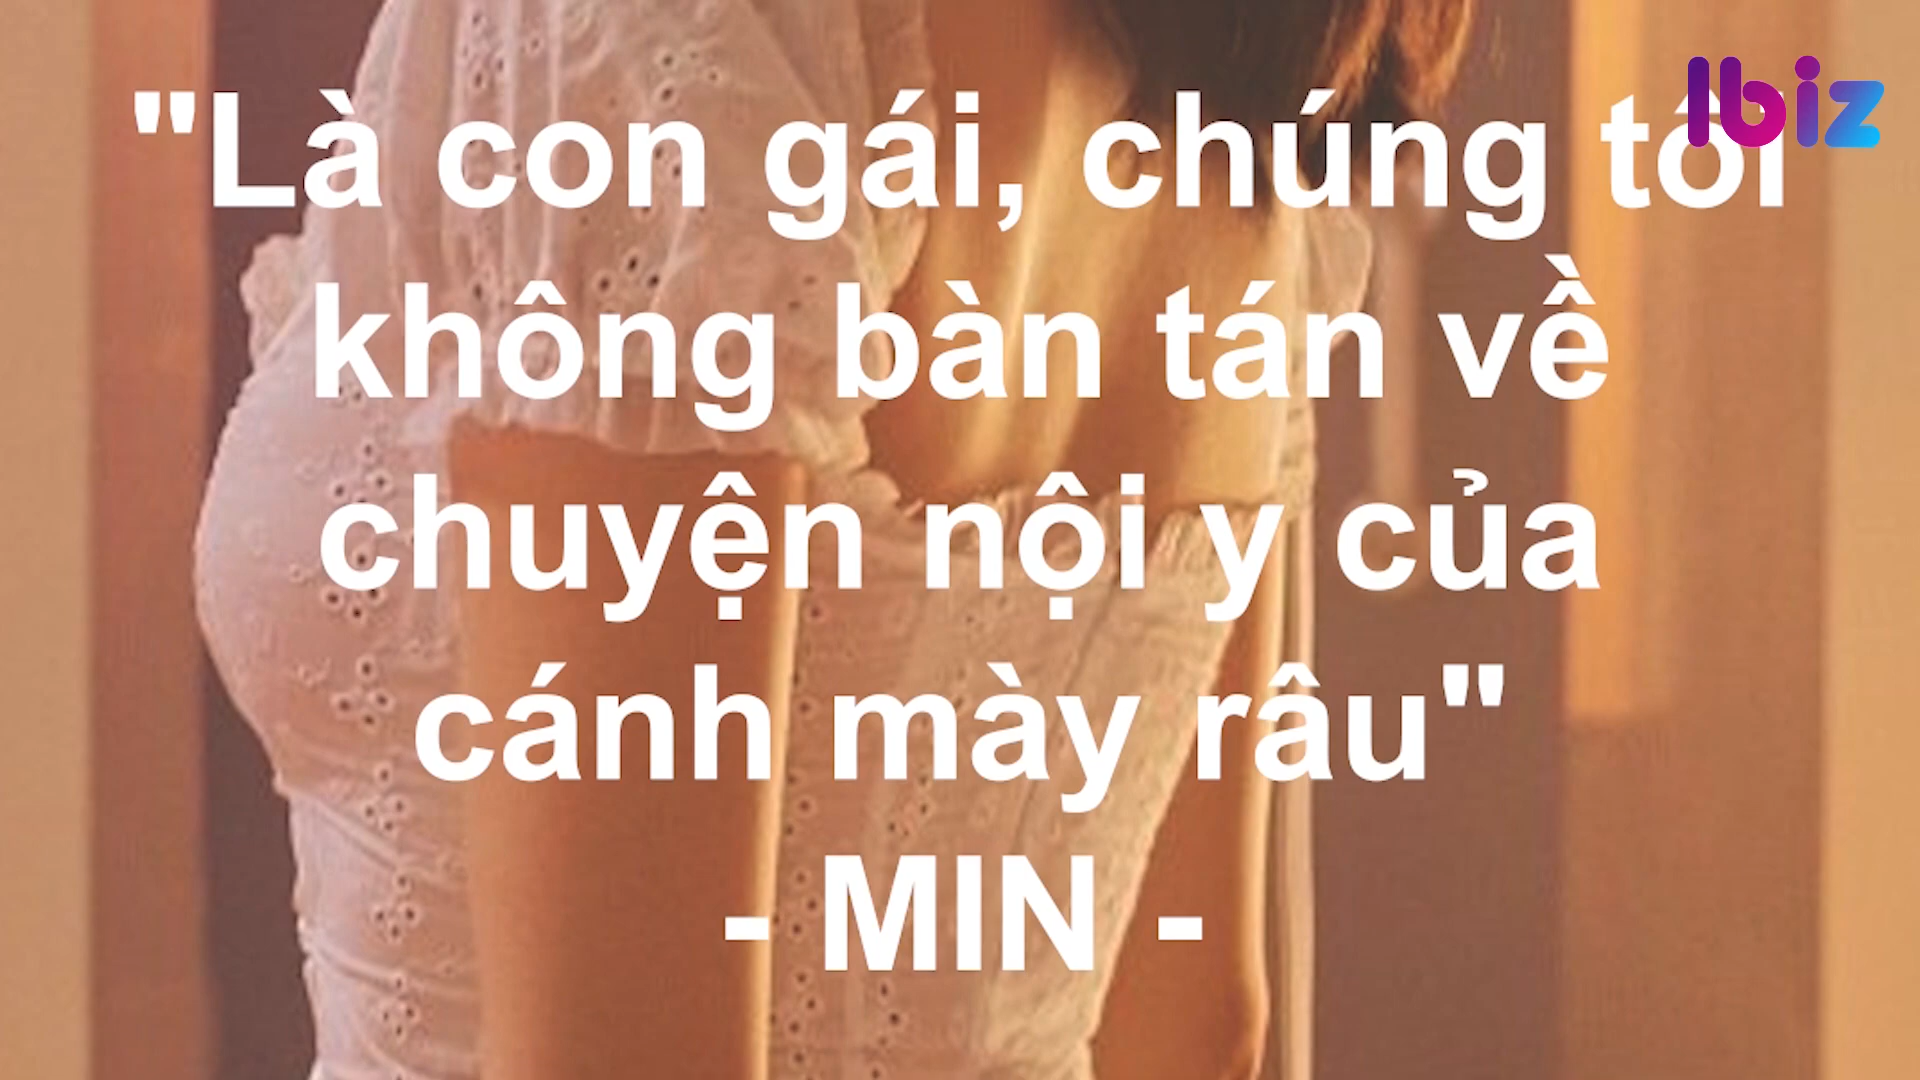 "Là con gái, chúng tôi
không bàn tán về
chuyện nội y của
cánh mày râu"
- MIN -
Ibiz